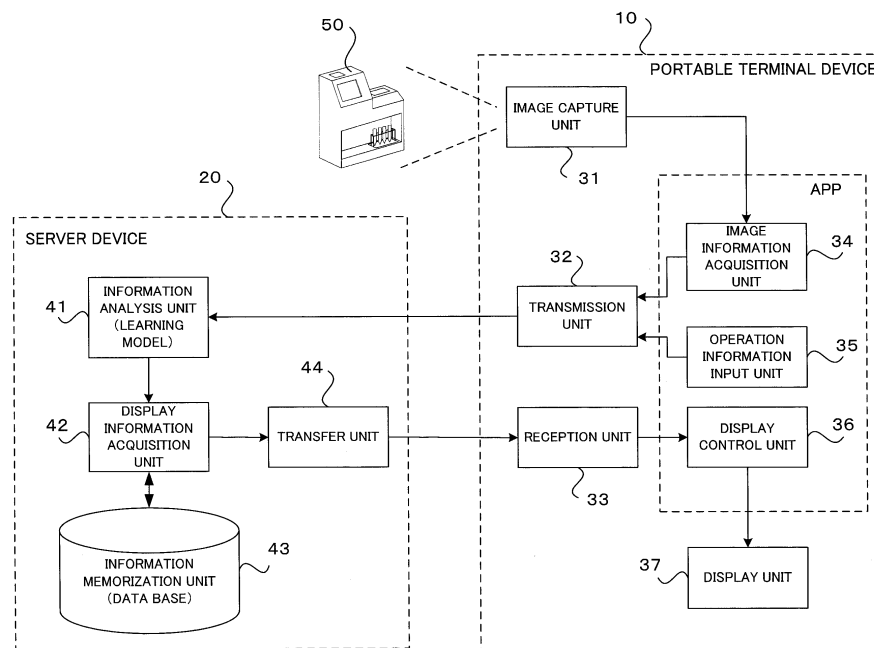 50
10
PORTABLE TERMINAL DEVICE
IMAGE CAPTURE
UNIT
31
20
APP
SERVER DEVICE
IMAGE
INFORMATION
ACQUISITION
UNIT
34
32
41
INFORMATION
ANALYSIS UNIT
(LEARNING
MODEL)
TRANSMISSION
UNIT
OPERATION
INFORMATION
INPUT UNIT
35
44
42
DISPLAY
INFORMATION
ACQUISITION
UNIT
TRANSFER UNIT
RECEPTION UNIT
DISPLAY
CONTROL UNIT
36
33
INFORMATION
MEMORIZATION UNIT
(DATA BASE)
43
37
DISPLAY UNIT